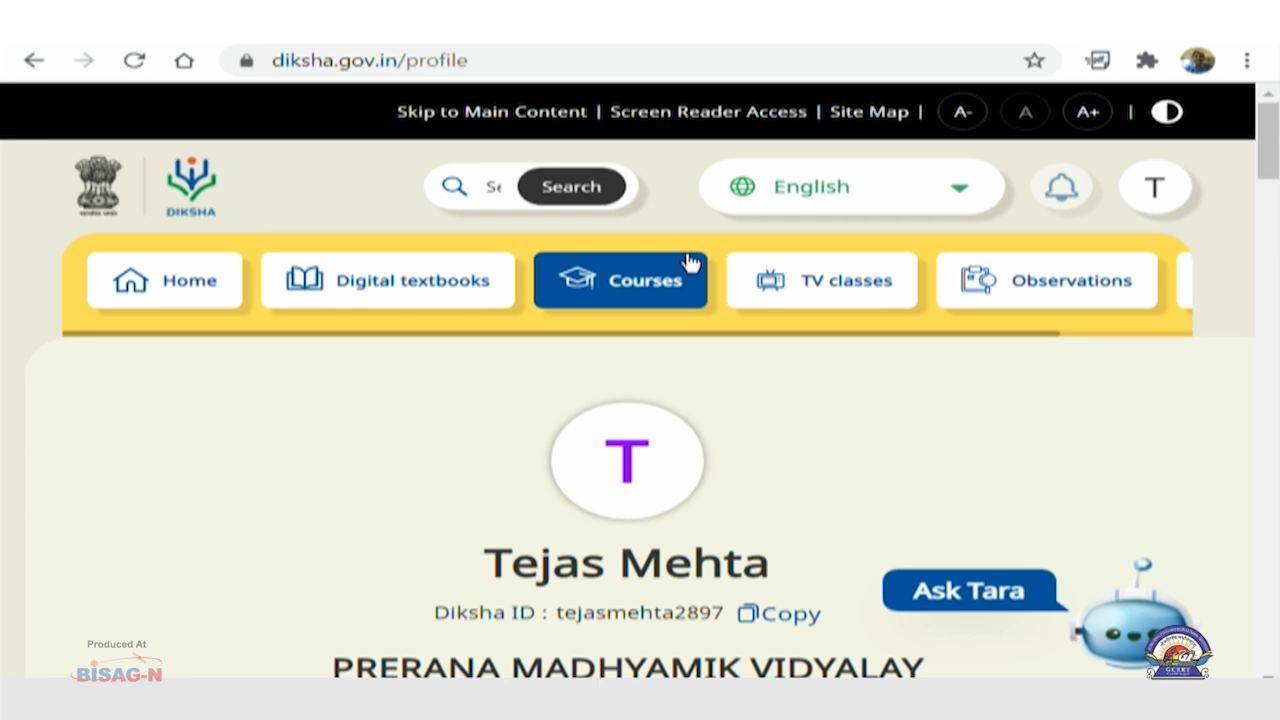 diksha.gov.in/profile
Skip to Main Content | Screen Reader Access | Site Map | A- A A+ |
DIKSHA
Search
English
T
Home
Digital textbooks
Courses
TV classes
Observations
T
Tejas Mehta
Diksha ID : tejasmehta2897 Copy
Ask Tara
PRERANA MADHYAMIK VIDYALAY
Produced At
BISAG-N
GCERT